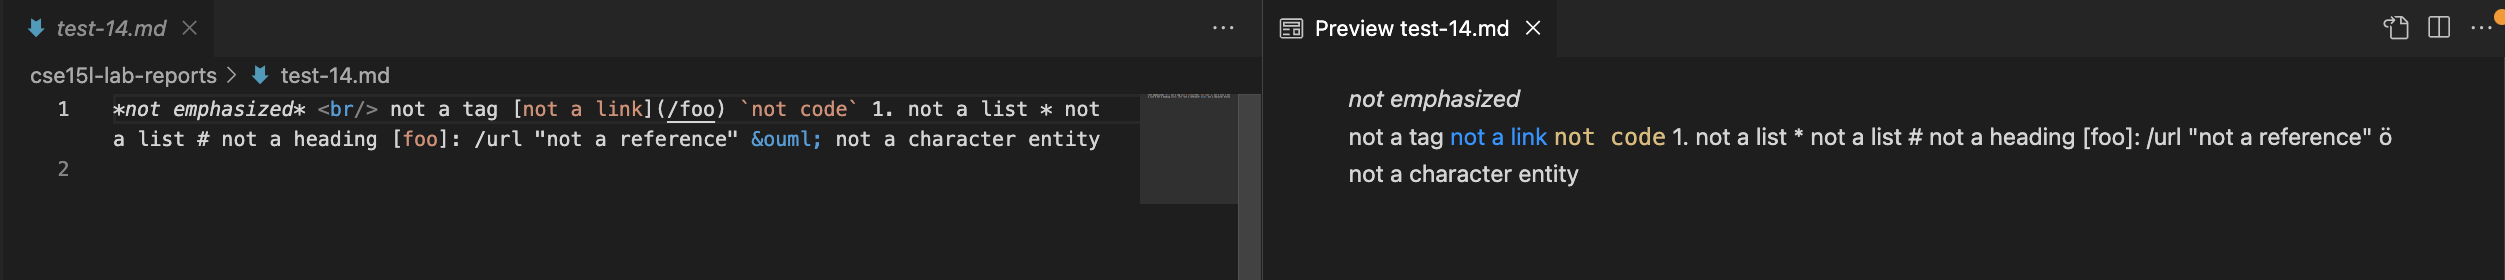 test-14.md
Preview test-14.md
cse15l-lab-reports > test-14.md
1 *not emphasized* <br/> not a tag [not a link](/foo) `not code` 1. not a list * not
a list # not a heading [foo]: /url "not a reference" &ouml; not a character entity
2
not emphasized
not a tag not a link not code 1. not a list * not a list # not a heading [foo]: /url "not a reference" ö
not a character entity